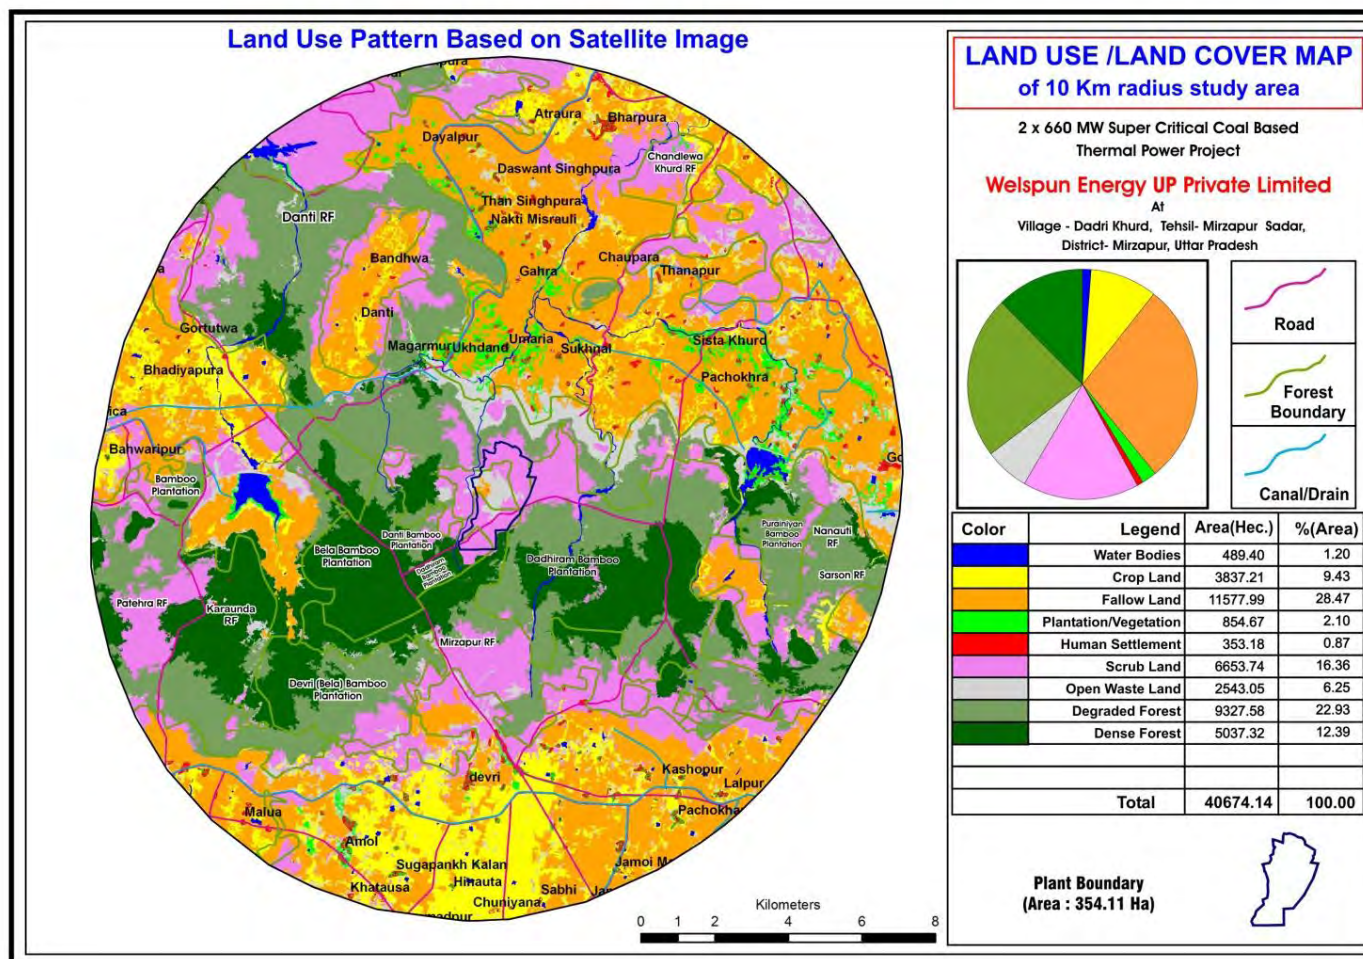 Land Use Pattern Based on Satellite Image
Atraura
Bharpura
Dayalpur
Chandlewa
Khurd RF
Daswant Singhpura
Than Singhpura
Nakti Misrauli
Danti RF
Bandhwa
Chaupara
Thanapur
Gahra
Danti
Gortutwa
Magarmur
Ukhdand
Umaria
Sukhnai
Sista Khurd
Bhadiyapura
Pachokhra
ica
Bahwaripur
Go
Bamboo
Plantation
Danti Bamboo
Plantation
Bela Bamboo
Plantation
Dadhiram
Bamboo
Plantation
Dadhiram Bamboo
Plantation
Purainiyan
Bamboo
Plantation
Nanauti
RF
Sarson RF
Patehra RF
Karaunda
RF
Mirzapur RF
Devri (Bela) Bamboo
Plantation
devri
Kashopur
Lalpur
Malua
Pachokha
Amoi
Sugapankh Kalan
Jamoi M
Khatausa
Hinauta
Sabhi
Chuniyana
Kilometers
0 1 2 4 6 8
LAND USE /LAND COVER MAP
of 10 Km radius study area
2 x 660 MW Super Critical Coal Based
Thermal Power Project
Welspun Energy UP Private Limited
At
Village - Dadri Khurd, Tehsil- Mirzapur Sadar,
District- Mirzapur, Uttar Pradesh
Road
Forest
Boundary
Canal/Drain
Color Legend Area(Hec.) %(Area)
Water Bodies 489.40 1.20
Crop Land 3837.21 9.43
Fallow Land 11577.99 28.47
Plantation/Vegetation 854.67 2.10
Human Settlement 353.18 0.87
Scrub Land 6653.74 16.36
Open Waste Land 2543.05 6.25
Degraded Forest 9327.58 22.93
Dense Forest 5037.32 12.39
Total 40674.14 100.00
Plant Boundary
(Area : 354.11 Ha)